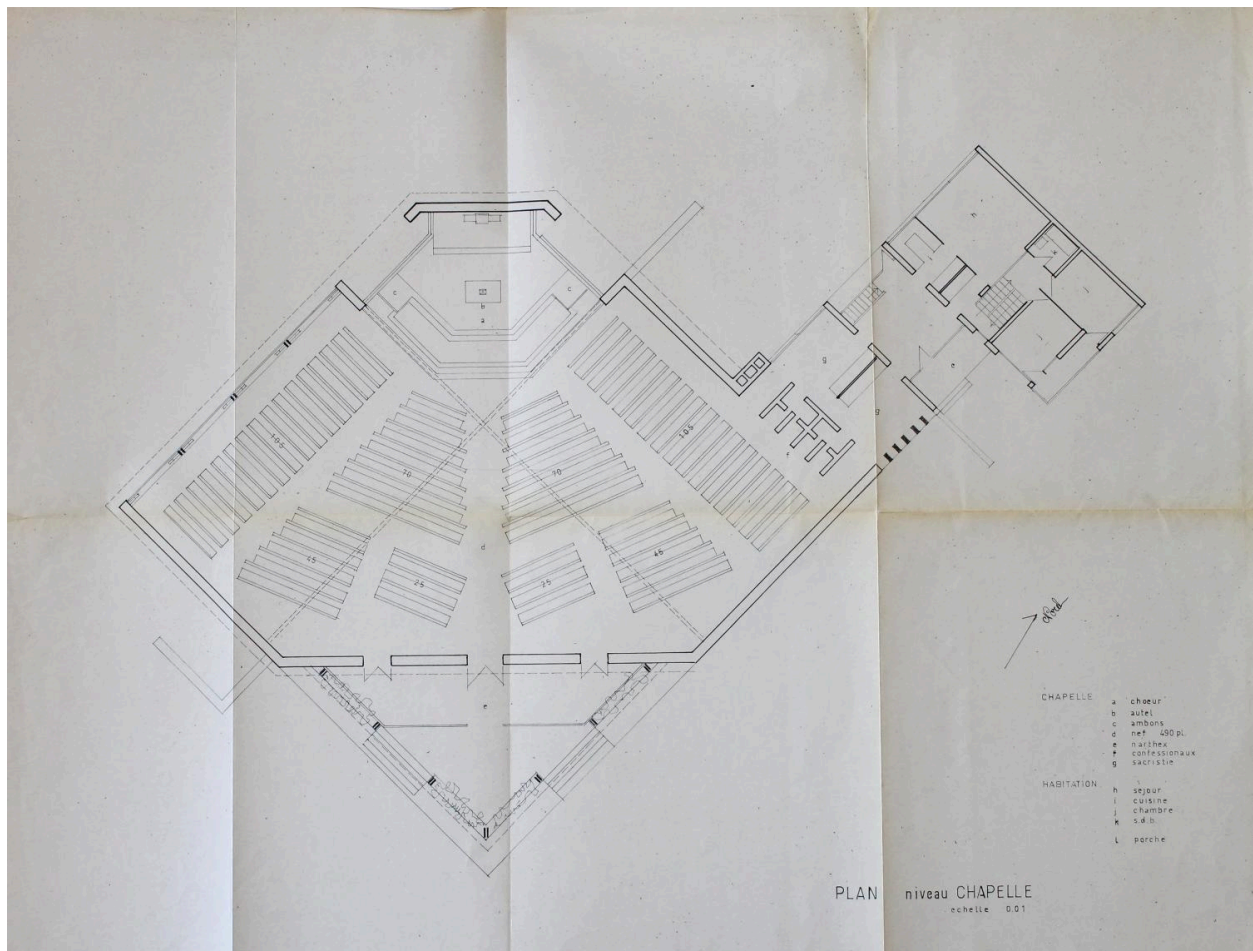 h
i
c
c
b
a
j
g
e
g
105
105
f
70
70
d
45
45
25
25
Nord
e
CHAPELLE
a choeur
b autel
c ambons
d nef 490 pl.
e narthex
f confessionaux
g sacristie
HABITATION
h sejour
i cuisine
j chambre
k s.d.b.
l porche
PLAN niveau CHAPELLE
echelle 0.01